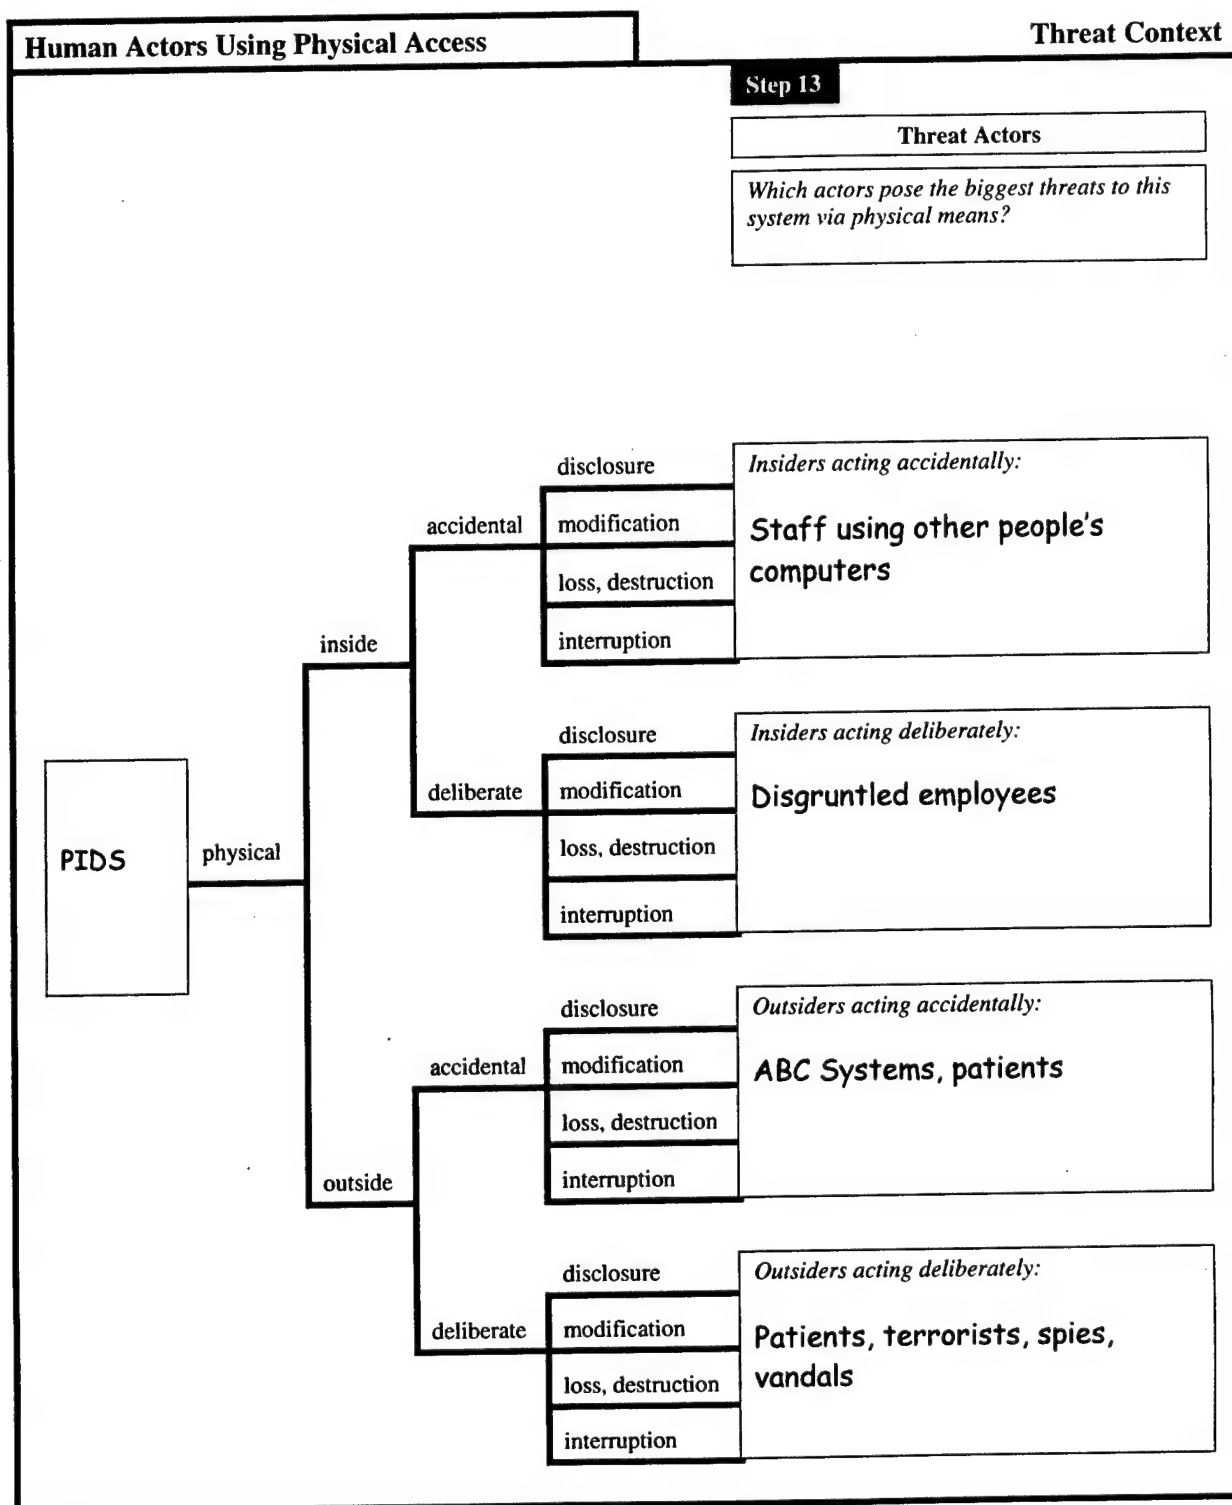 Human Actors Using Physical Access
Threat Context
Step 13
Threat Actors
Which actors pose the biggest threats to this
system via physical means?
disclosure
Insiders acting accidentally:
accidental
modification
Staff using other people's
computers
loss, destruction
inside
interruption
disclosure
Insiders acting deliberately:
deliberate
modification
Disgruntled employees
PIDS
physical
loss, destruction
interruption
disclosure
Outsiders acting accidentally:
accidental
modification
ABC Systems, patients
loss, destruction
outside
interruption
disclosure
Outsiders acting deliberately:
deliberate
modification
Patients, terrorists, spies,
vandals
loss, destruction
interruption